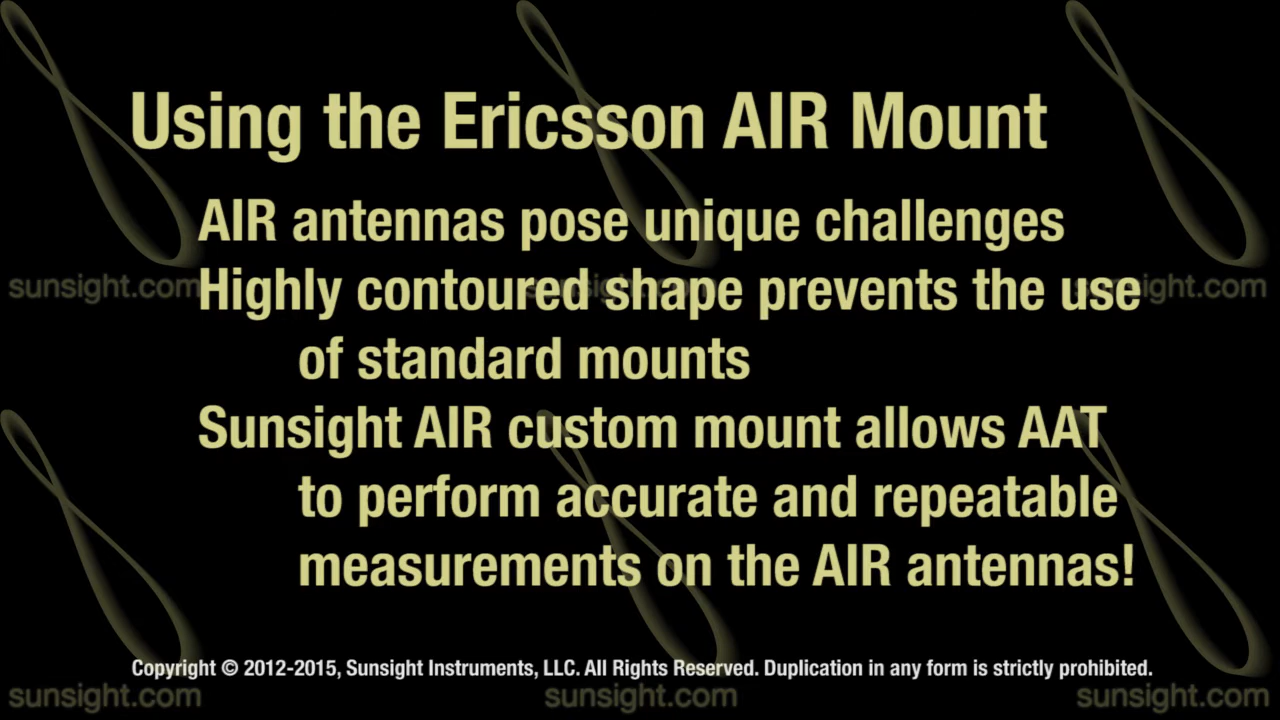 Using the Ericsson AIR Mount
AIR antennas pose unique challenges
Highly contoured shape prevents the use
of standard mounts
Sunsight AIR custom mount allows AAT
to perform accurate and repeatable
measurements on the AIR antennas!
Copyright © 2012-2015, Sunsight Instruments, LLC. All Rights Reserved. Duplication in any form is strictly prohibited.
sunsight.com
sunsight.com
sunsight.com
sunsight.com
sunsight.com
sunsight.com